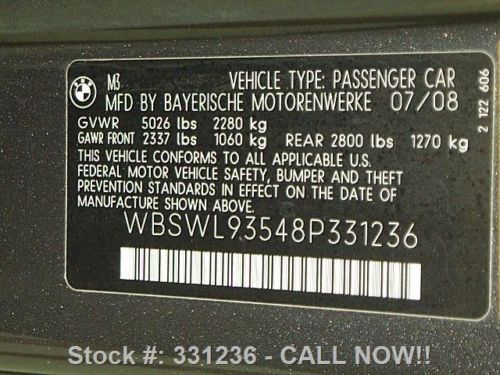 BMW
M3 VEHICLE TYPE: PASSENGER CAR
MFD BY BAYERISCHE MOTORENWERKE 07/08
GVWR 5026 lbs 2280 kg
GAWR FRONT 2337 lbs 1060 kg REAR 2800 lbs 1270 kg
THIS VEHICLE CONFORMS TO ALL APPLICABLE U.S.
FEDERAL MOTOR VEHICLE SAFETY, BUMPER AND THEFT
PREVENTION STANDARDS IN EFFECT ON THE DATE OF
MANUFACTURE SHOWN ABOVE.
WBSWL93548P331236
2 122 606
Stock #: 331236 - CALL NOW!!